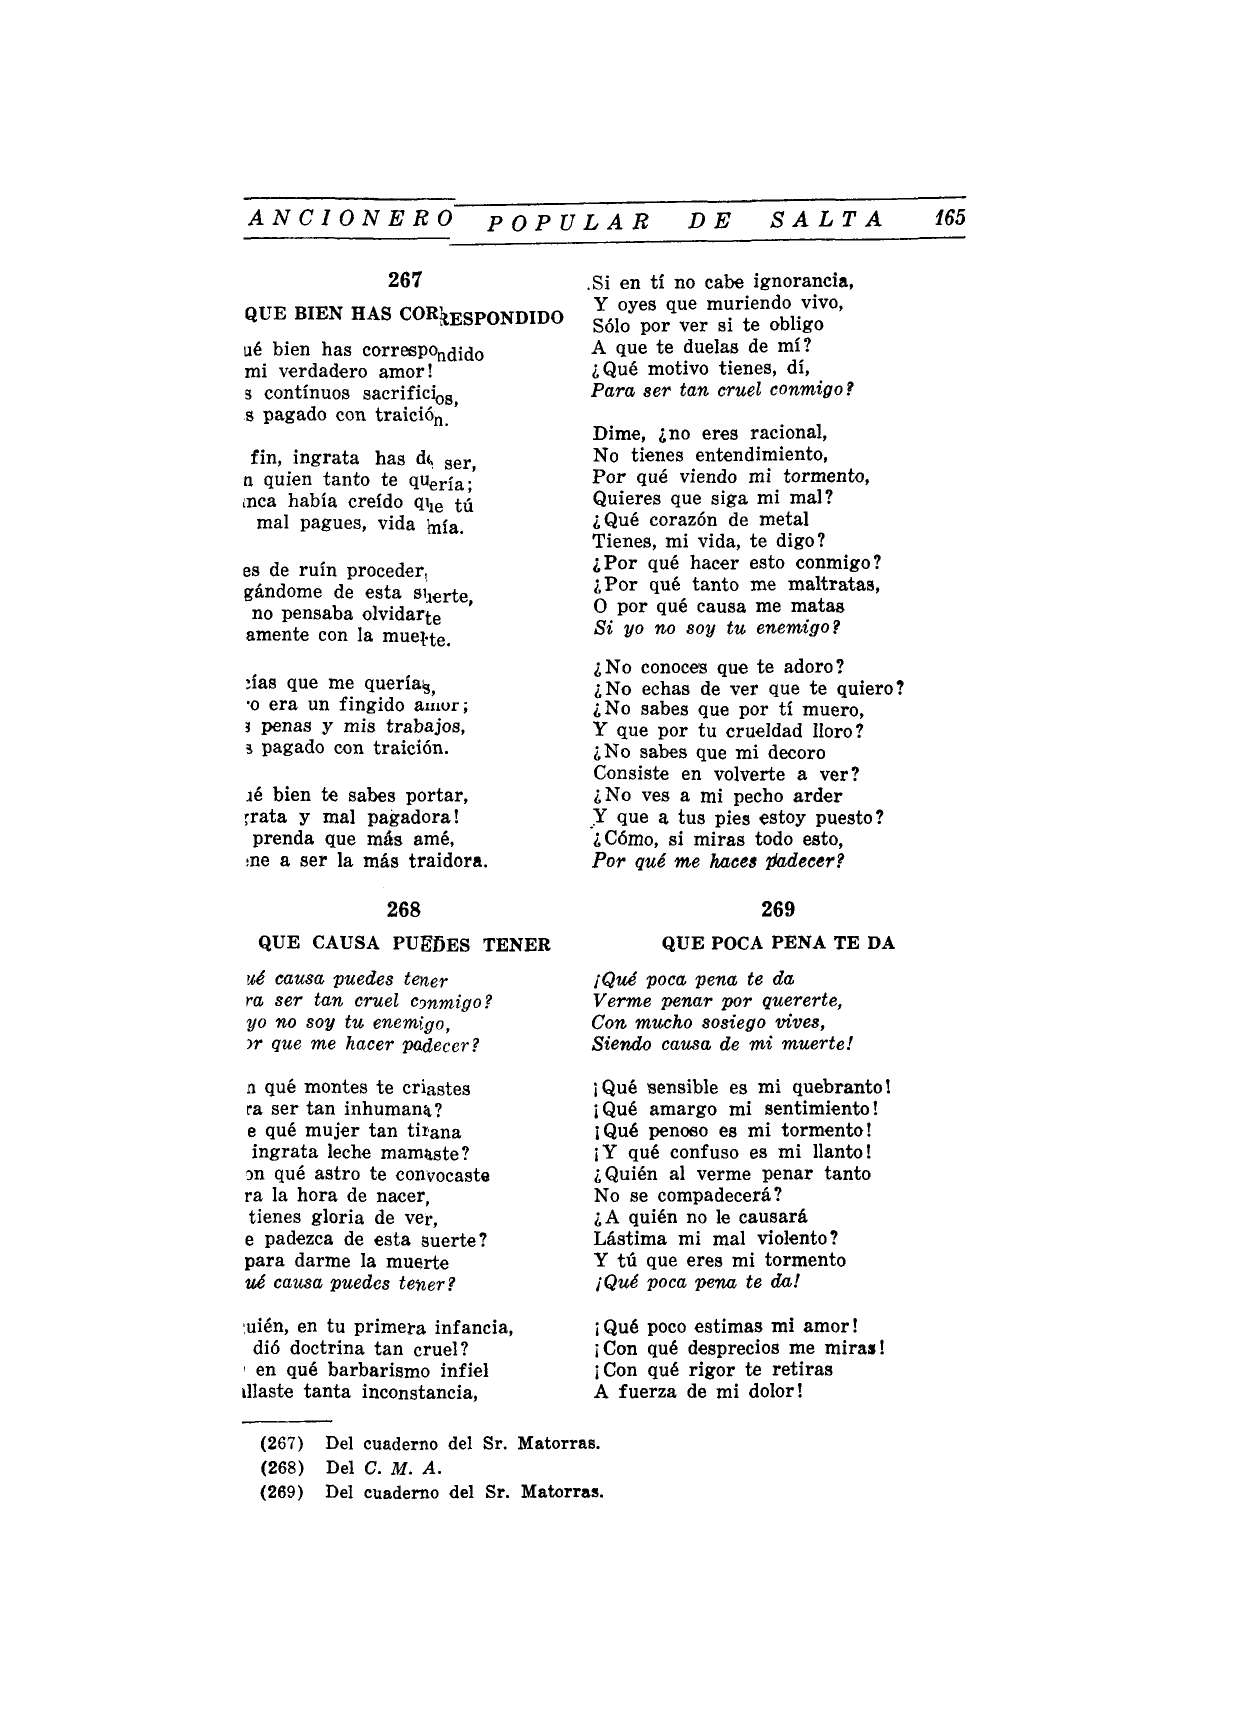 ANCIONERO POPULAR DE SALTA 165
267
QUE BIEN HAS CORRESPONDIDO
ué bien has correspondido
mi verdadero amor!
s contínuos sacrificios,
s pagado con traición.
fin, ingrata has de ser,
a quien tanto te quería;
nca había creído que tú
mal pagues, vida mía.
es de ruín proceder,
gándome de esta suerte,
no pensaba olvidarte
amente con la muerte.
ías que me querías,
o era un fingido amor;
s penas y mis trabajos,
s pagado con traición.
ué bien te sabes portar,
grata y mal pagadora!
prenda que más amé,
ne a ser la más traidora.
268
QUE CAUSA PUEDES TENER
ué causa puedes tener
ra ser tan cruel conmigo?
yo no soy tu enemigo,
or que me hacer padecer?
n qué montes te criastes
ra ser tan inhumana?
e qué mujer tan tirana
ingrata leche mamaste?
on qué astro te convocaste
ra la hora de nacer,
tienes gloria de ver,
e padezca de esta suerte?
para darme la muerte
ué causa puedes tener?
uién, en tu primera infancia,
dió doctrina tan cruel?
en qué barbarismo infiel
llaste tanta inconstancia,
Si en tí no cabe ignorancia,
Y oyes que muriendo vivo,
Sólo por ver si te obligo
A que te duelas de mí?
¿Qué motivo tienes, dí,
Para ser tan cruel conmigo?
Dime, ¿no eres racional,
No tienes entendimiento,
Por qué viendo mi tormento,
Quieres que siga mi mal?
¿Qué corazón de metal
Tienes, mi vida, te digo?
¿Por qué hacer esto conmigo?
¿Por qué tanto me maltratas,
O por qué causa me matas
Si yo no soy tu enemigo?
¿No conoces que te adoro?
¿No echas de ver que te quiero?
¿No sabes que por tí muero,
Y que por tu crueldad lloro?
¿No sabes que mi decoro
Consiste en volverte a ver?
¿No ves a mi pecho arder
Y que a tus pies estoy puesto?
¿Cómo, si miras todo esto,
Por qué me haces padecer?
269
QUE POCA PENA TE DA
¡Qué poca pena te da
Verme penar por quererte,
Con mucho sosiego vives,
Siendo causa de mi muerte!
¡Qué sensible es mi quebranto!
¡Qué amargo mi sentimiento!
¡Qué penoso es mi tormento!
¡Y qué confuso es mi llanto!
¿Quién al verme penar tanto
No se compadecerá?
¿A quién no le causará
Lástima mi mal violento?
Y tú que eres mi tormento
¡Qué poca pena te da!
¡Qué poco estimas mi amor!
¡Con qué desprecios me miras!
¡Con qué rigor te retiras
A fuerza de mi dolor!
(267) Del cuaderno del Sr. Matorras.
(268) Del C. M. A.
(269) Del cuaderno del Sr. Matorras.